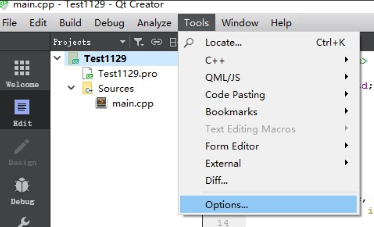 main.cpp - Test1129 - Qt Creator
File Edit Build Debug Analyze Tools Window Help
Projects
Test1129
Test1129.pro
Sources
main.cpp
Welcome
Edit
Design
Debug
Locate... Ctrl+K
C++
QML/JS
Code Pasting
Bookmarks
Text Editing Macros
Form Editor
External
Diff...
Options...
14